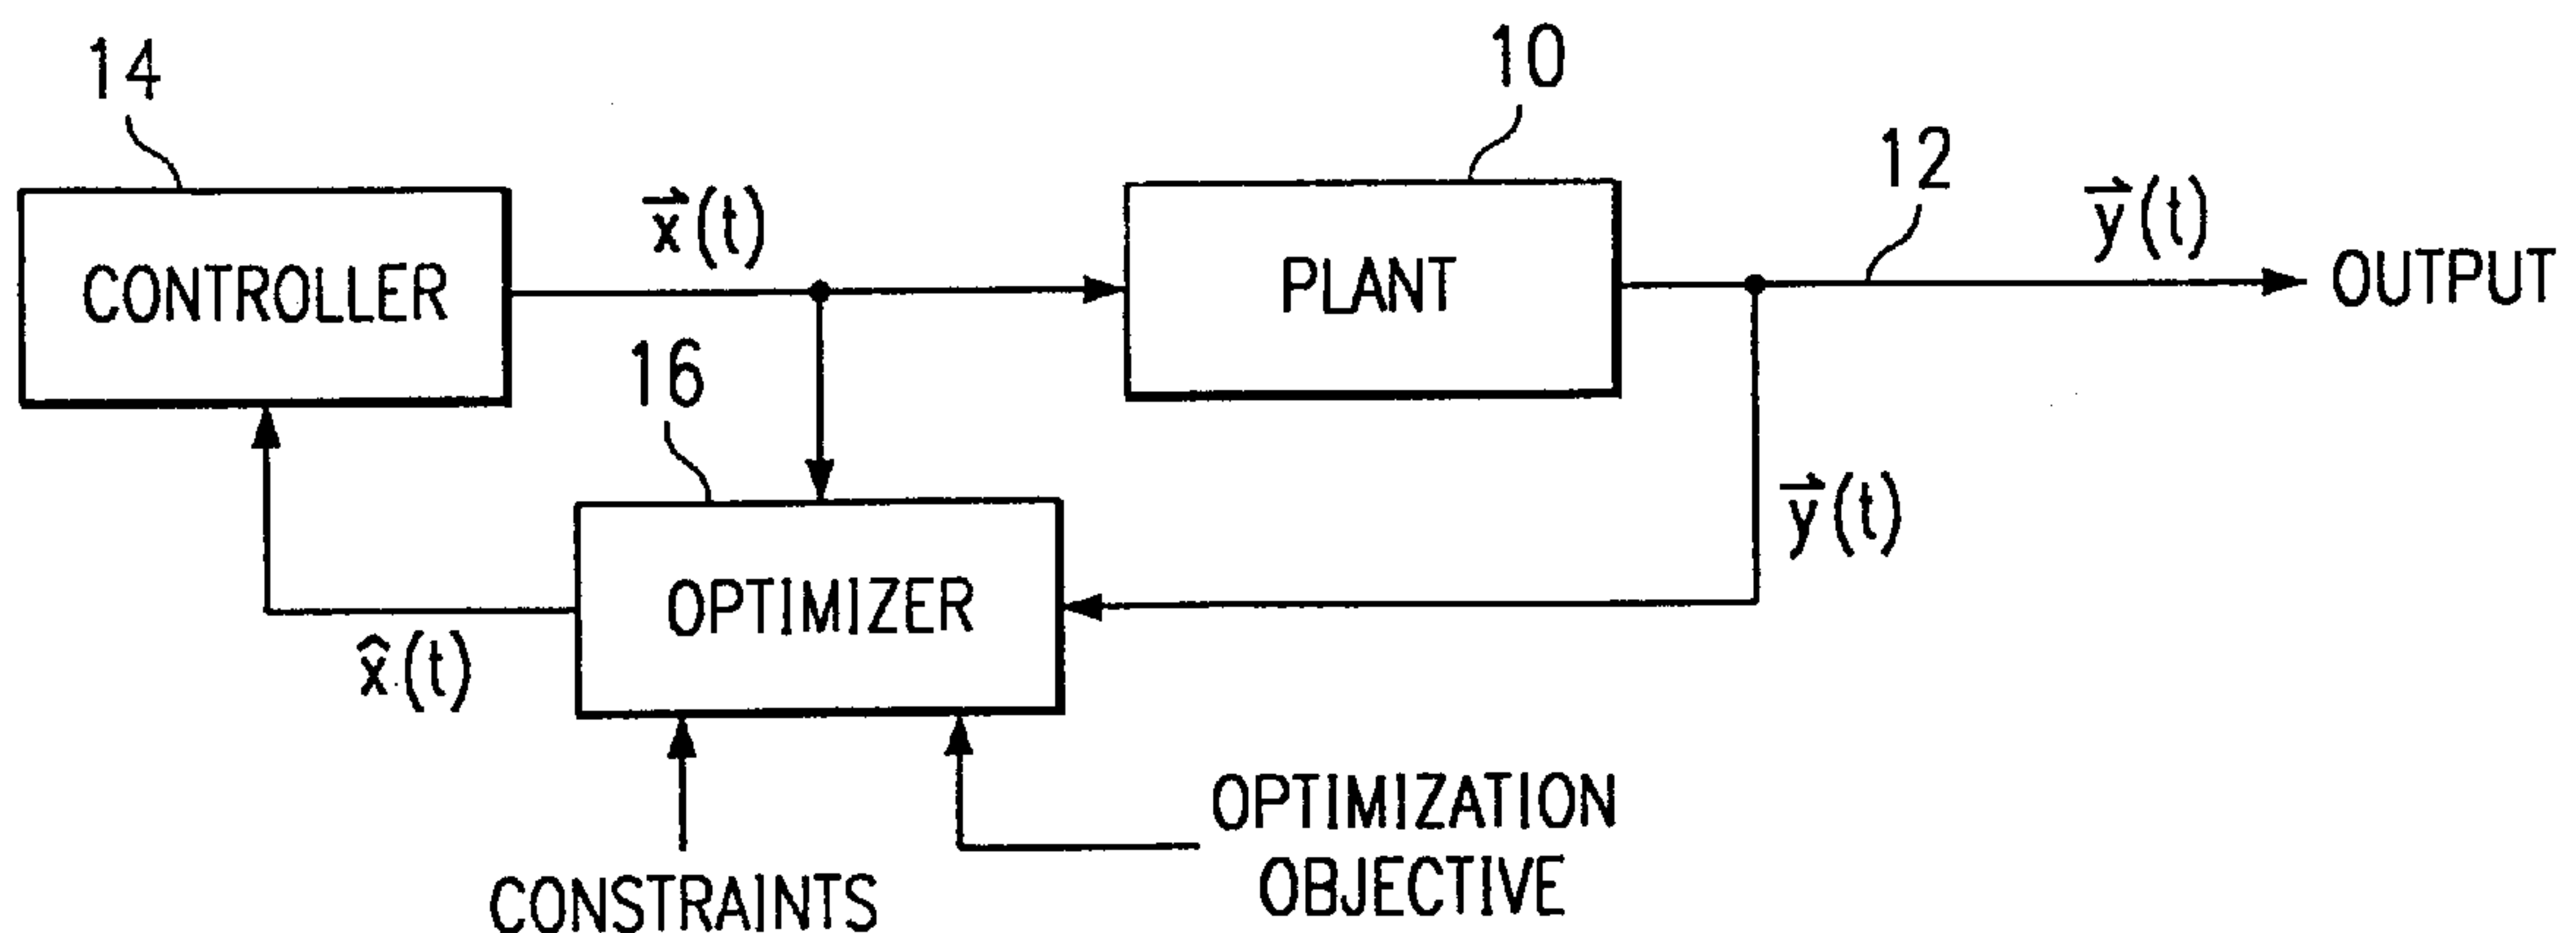 14
10
12
x⃗(t)
y⃗(t)
CONTROLLER
PLANT
OUTPUT
16
y⃗(t)
OPTIMIZER
x̂(t)
OPTIMIZATION
OBJECTIVE
CONSTRAINTS